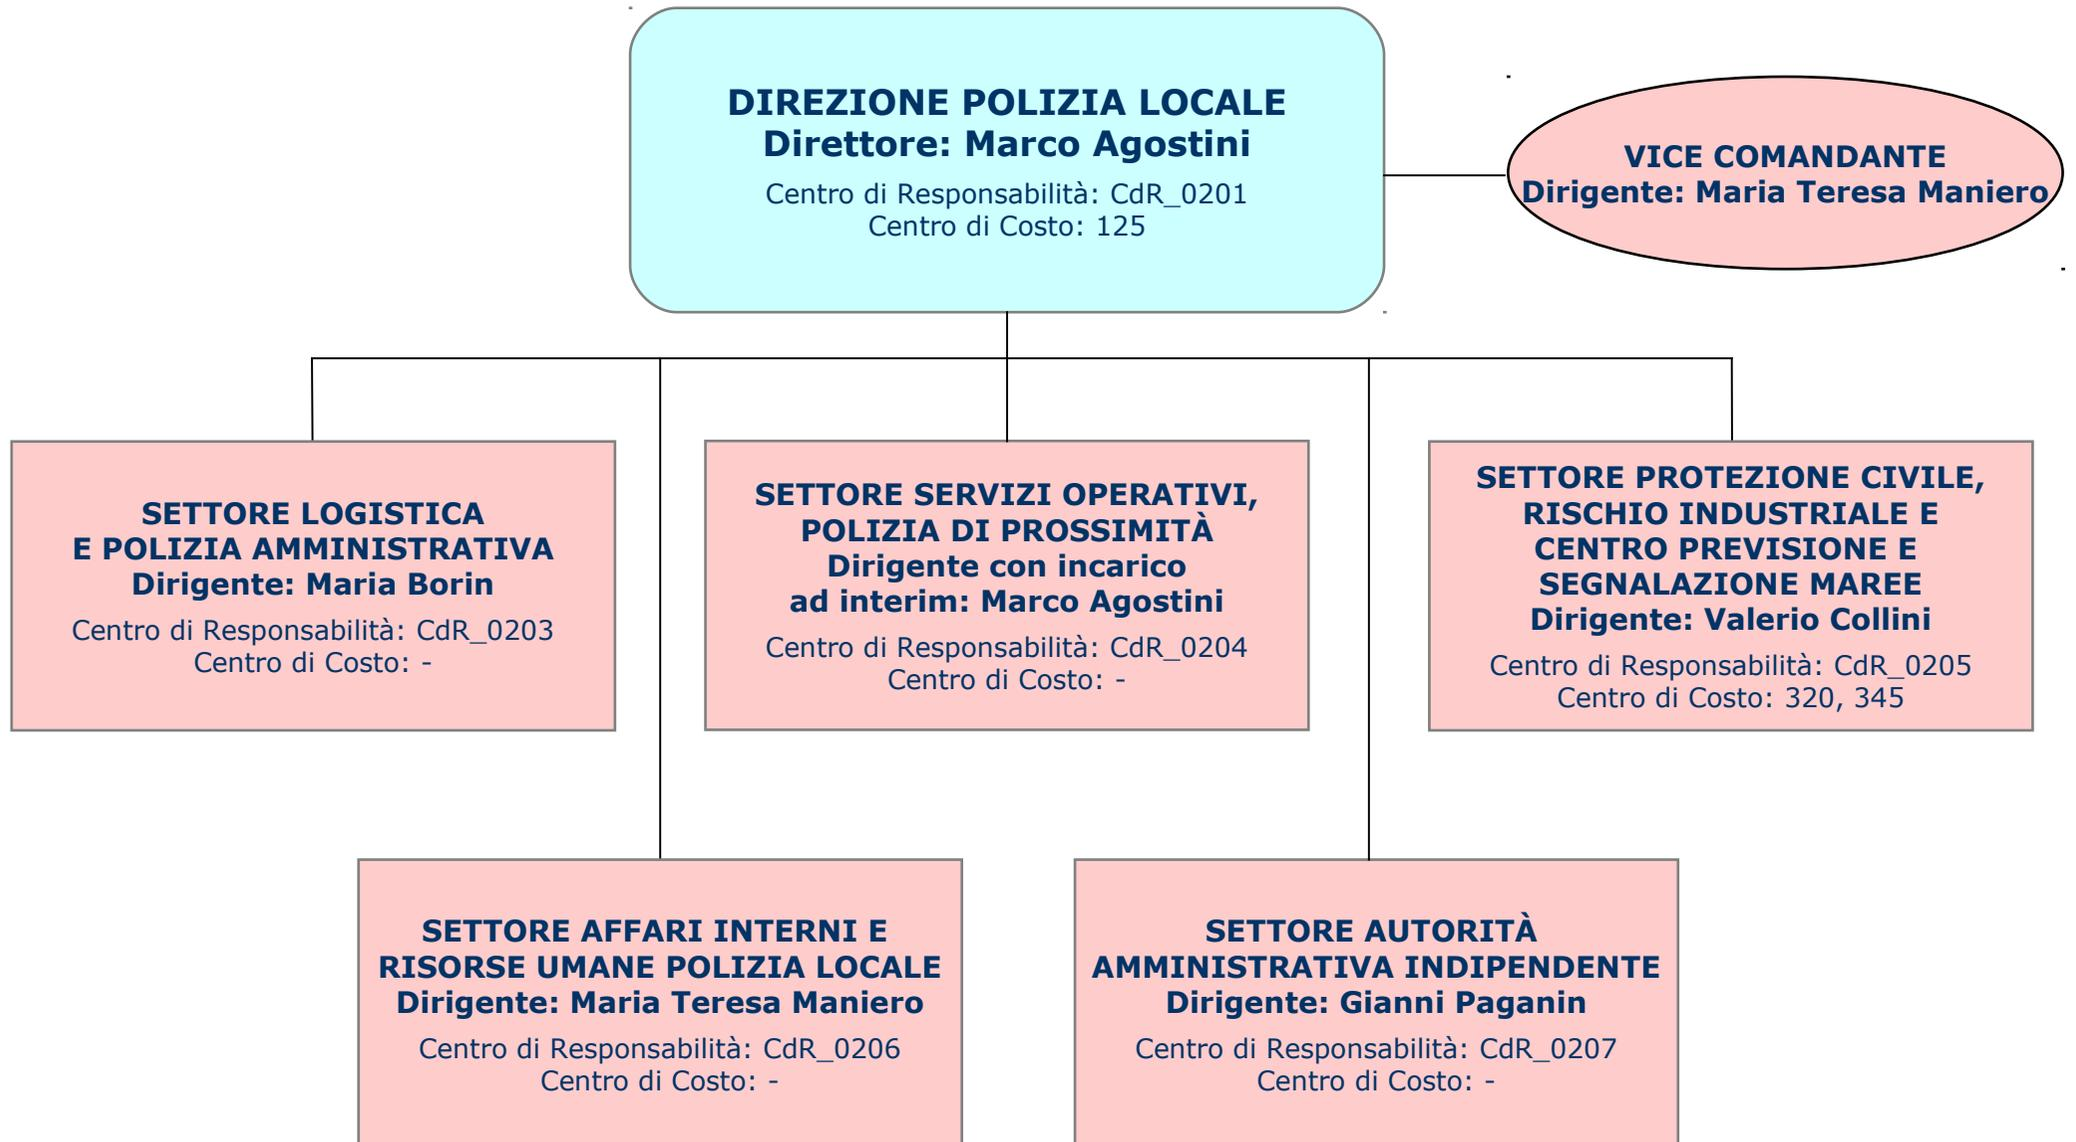 DIREZIONE POLIZIA LOCALE
Direttore: Marco Agostini
Centro di Responsabilità: CdR_0201
Centro di Costo: 125
VICE COMANDANTE
Dirigente: Maria Teresa Maniero
SETTORE LOGISTICA
E POLIZIA AMMINISTRATIVA
Dirigente: Maria Borin
Centro di Responsabilità: CdR_0203
Centro di Costo: -
SETTORE SERVIZI OPERATIVI,
POLIZIA DI PROSSIMITÀ
Dirigente con incarico
ad interim: Marco Agostini
Centro di Responsabilità: CdR_0204
Centro di Costo: -
SETTORE PROTEZIONE CIVILE,
RISCHIO INDUSTRIALE E
CENTRO PREVISIONE E
SEGNALAZIONE MAREE
Dirigente: Valerio Collini
Centro di Responsabilità: CdR_0205
Centro di Costo: 320, 345
SETTORE AFFARI INTERNI E
RISORSE UMANE POLIZIA LOCALE
Dirigente: Maria Teresa Maniero
Centro di Responsabilità: CdR_0206
Centro di Costo: -
SETTORE AUTORITÀ
AMMINISTRATIVA INDIPENDENTE
Dirigente: Gianni Paganin
Centro di Responsabilità: CdR_0207
Centro di Costo: -